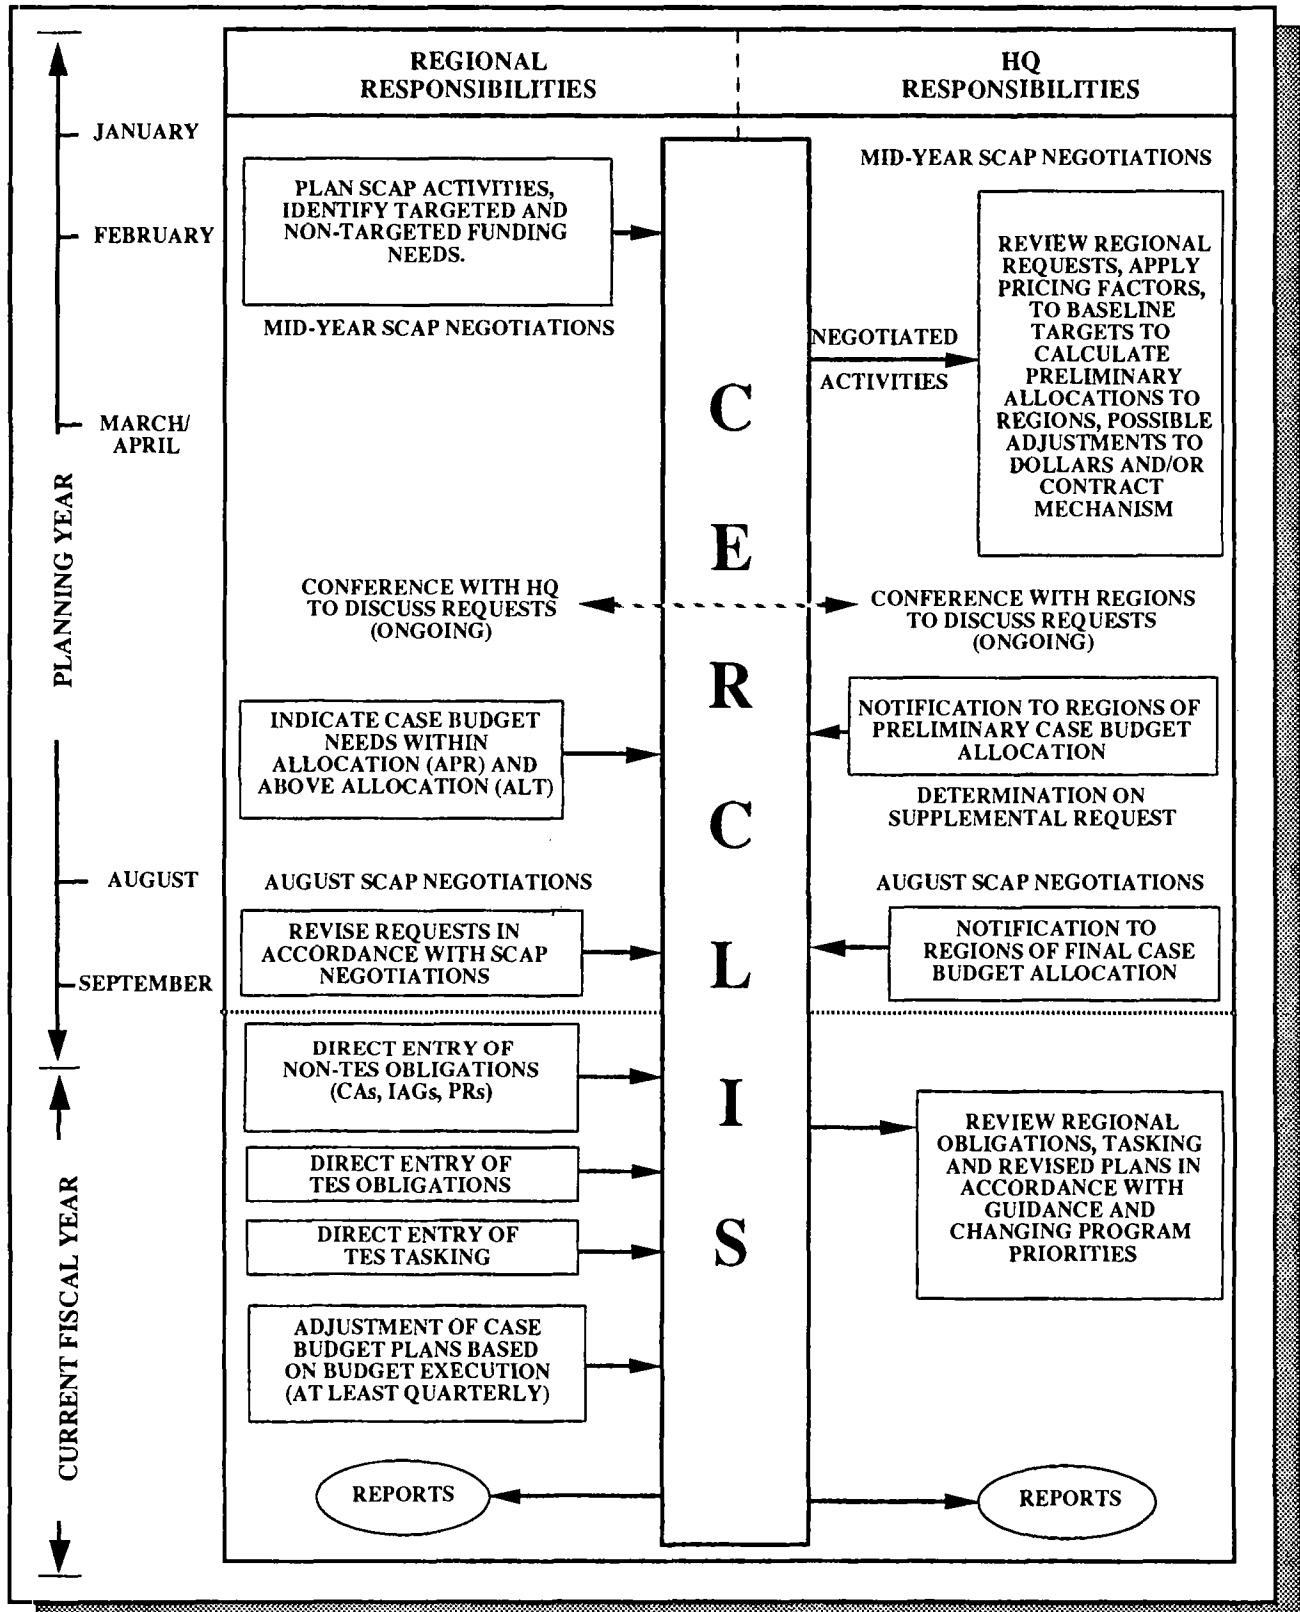 REGIONAL
RESPONSIBILITIES
HQ
RESPONSIBILITIES
JANUARY
FEBRUARY
MARCH/
APRIL
PLANNING YEAR
AUGUST
SEPTEMBER
CURRENT FISCAL YEAR
PLAN SCAP ACTIVITIES,
IDENTIFY TARGETED AND
NON-TARGETED FUNDING
NEEDS.
MID-YEAR SCAP NEGOTIATIONS
CONFERENCE WITH HQ
TO DISCUSS REQUESTS
(ONGOING)
INDICATE CASE BUDGET
NEEDS WITHIN
ALLOCATION (APR) AND
ABOVE ALLOCATION (ALT)
AUGUST SCAP NEGOTIATIONS
REVISE REQUESTS IN
ACCORDANCE WITH SCAP
NEGOTIATIONS
DIRECT ENTRY OF
NON-TES OBLIGATIONS
(CAs, IAGs, PRs)
DIRECT ENTRY OF
TES OBLIGATIONS
DIRECT ENTRY OF
TES TASKING
ADJUSTMENT OF CASE
BUDGET PLANS BASED
ON BUDGET EXECUTION
(AT LEAST QUARTERLY)
REPORTS
C
E
R
C
L
I
S
MID-YEAR SCAP NEGOTIATIONS
NEGOTIATED
ACTIVITIES
REVIEW REGIONAL
REQUESTS, APPLY
PRICING FACTORS,
TO BASELINE
TARGETS TO
CALCULATE
PRELIMINARY
ALLOCATIONS TO
REGIONS, POSSIBLE
ADJUSTMENTS TO
DOLLARS AND/OR
CONTRACT
MECHANISM
CONFERENCE WITH REGIONS
TO DISCUSS REQUESTS
(ONGOING)
NOTIFICATION TO REGIONS OF
PRELIMINARY CASE BUDGET
ALLOCATION
DETERMINATION ON
SUPPLEMENTAL REQUEST
AUGUST SCAP NEGOTIATIONS
NOTIFICATION TO
REGIONS OF FINAL CASE
BUDGET ALLOCATION
REVIEW REGIONAL
OBLIGATIONS, TASKING
AND REVISED PLANS IN
ACCORDANCE WITH
GUIDANCE AND
CHANGING PROGRAM
PRIORITIES
REPORTS